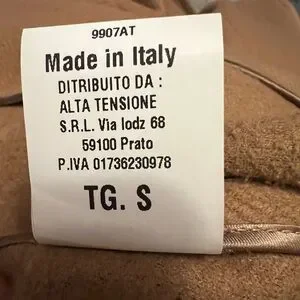 9907AT
Made in Italy
DITRIBUITO DA :
ALTA TENSIONE
S.R.L. Via lodz 68
59100 Prato
P.IVA 01736230978
TG. S